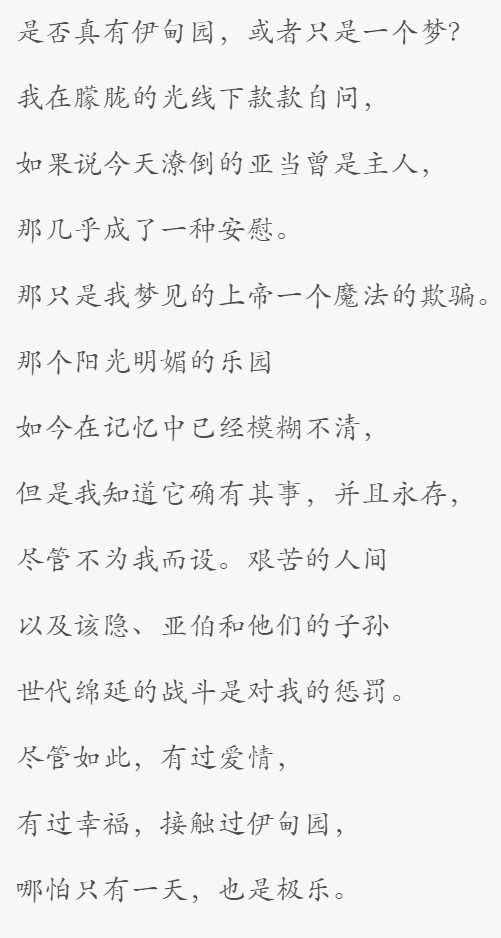 是否真有伊甸园，或者只是一个梦？
我在朦胧的光线下款款自问，
如果说今天潦倒的亚当曾是主人，
那几乎成了一种安慰。
那只是我梦见的上帝一个魔法的欺骗。
那个阳光明媚的乐园
如今在记忆中已经模糊不清，
但是我知道它确有其事，并且永存，
尽管不为我而设。艰苦的人间
以及该隐、亚伯和他们的子孙
世代绵延的战斗是对我的惩罚。
尽管如此，有过爱情，
有过幸福，接触过伊甸园，
哪怕只有一天，也是极乐。